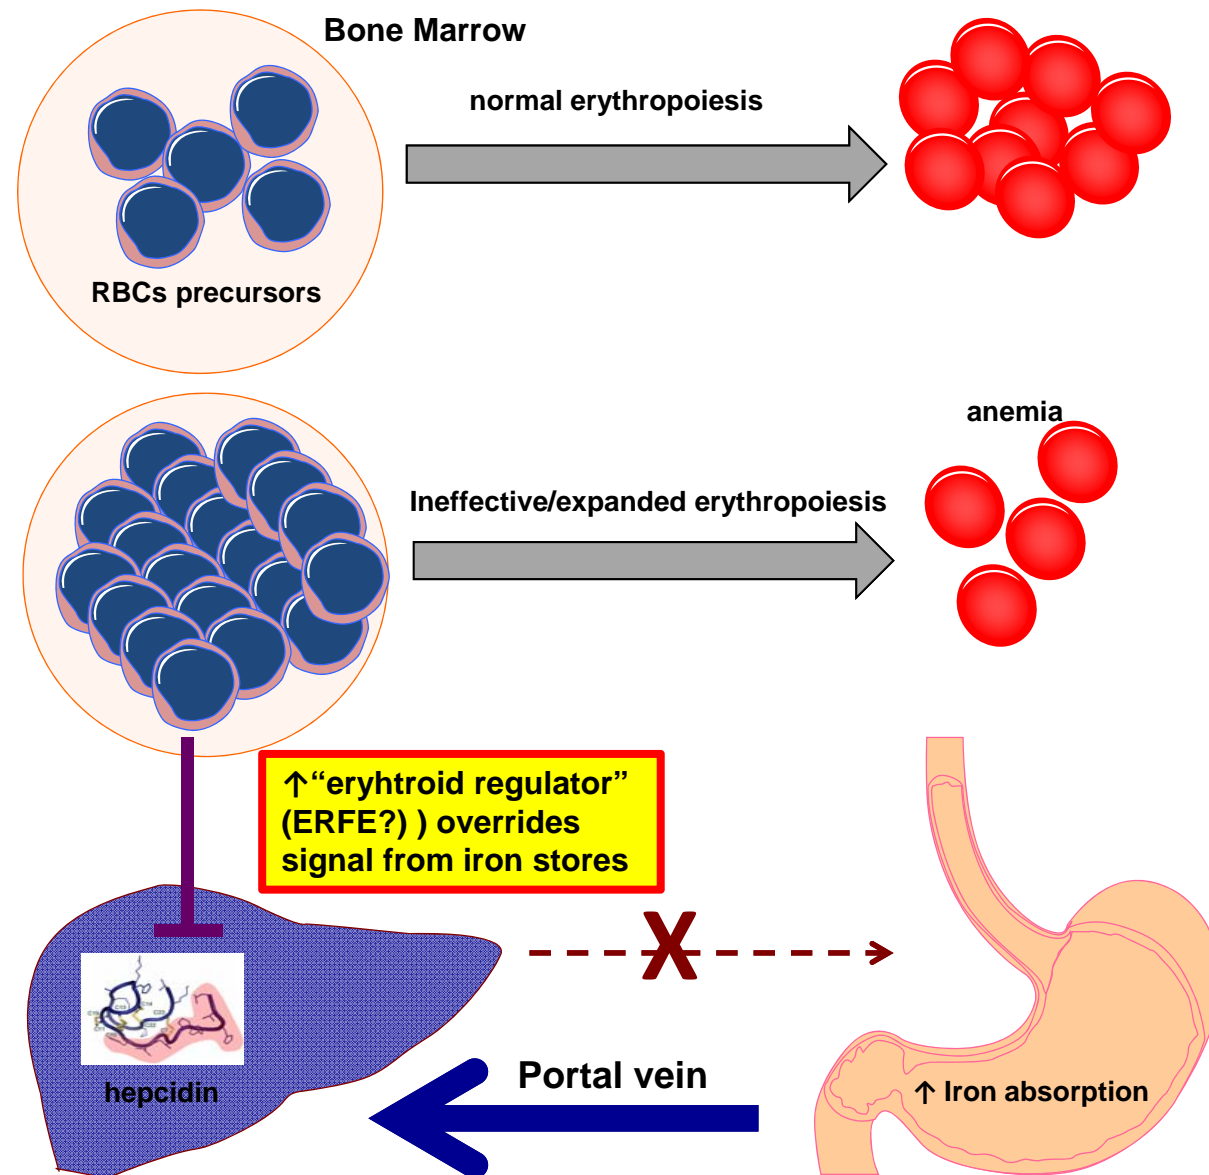 Bone Marrow
normal erythropoiesis
RBCs precursors
anemia
Ineffective/expanded erythropoiesis
↑“eryhtroid regulator”
(ERFE?) ) overrides
signal from iron stores
X
hepcidin
Portal vein
↑ Iron absorption